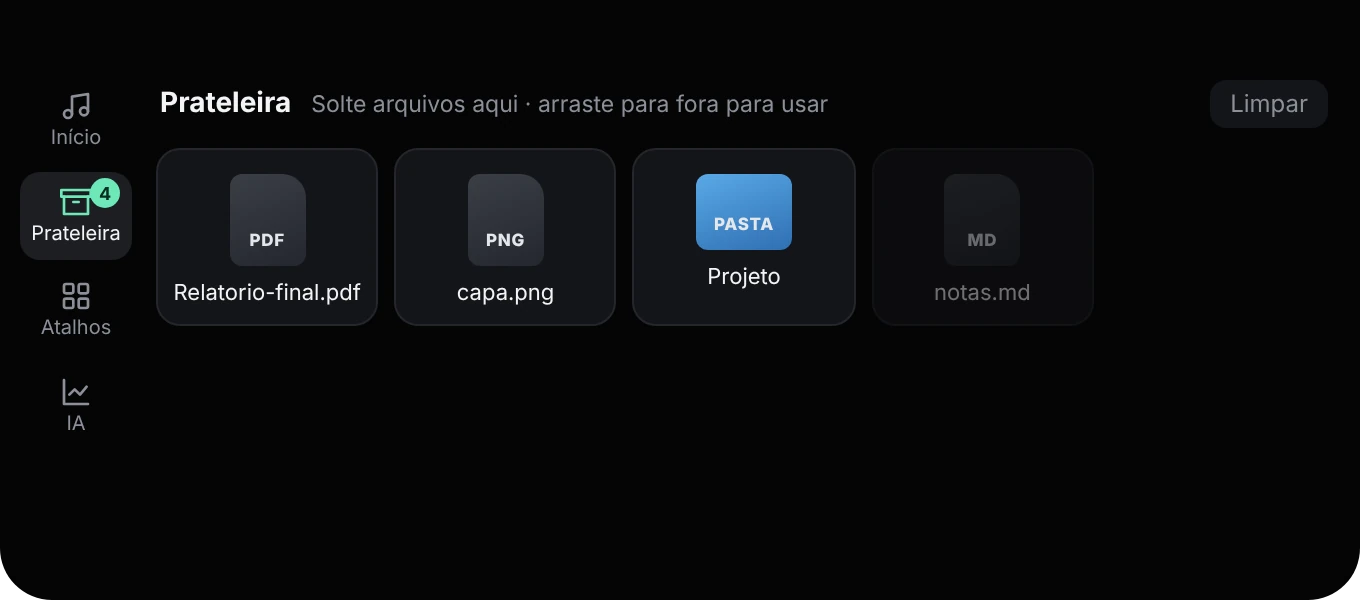 Início
4
Prateleira
Atalhos
IA
Prateleira Solte arquivos aqui · arraste para fora para usar Limpar
PDF
Relatorio-final.pdf
PNG
capa.png
PASTA
Projeto
MD
notas.md